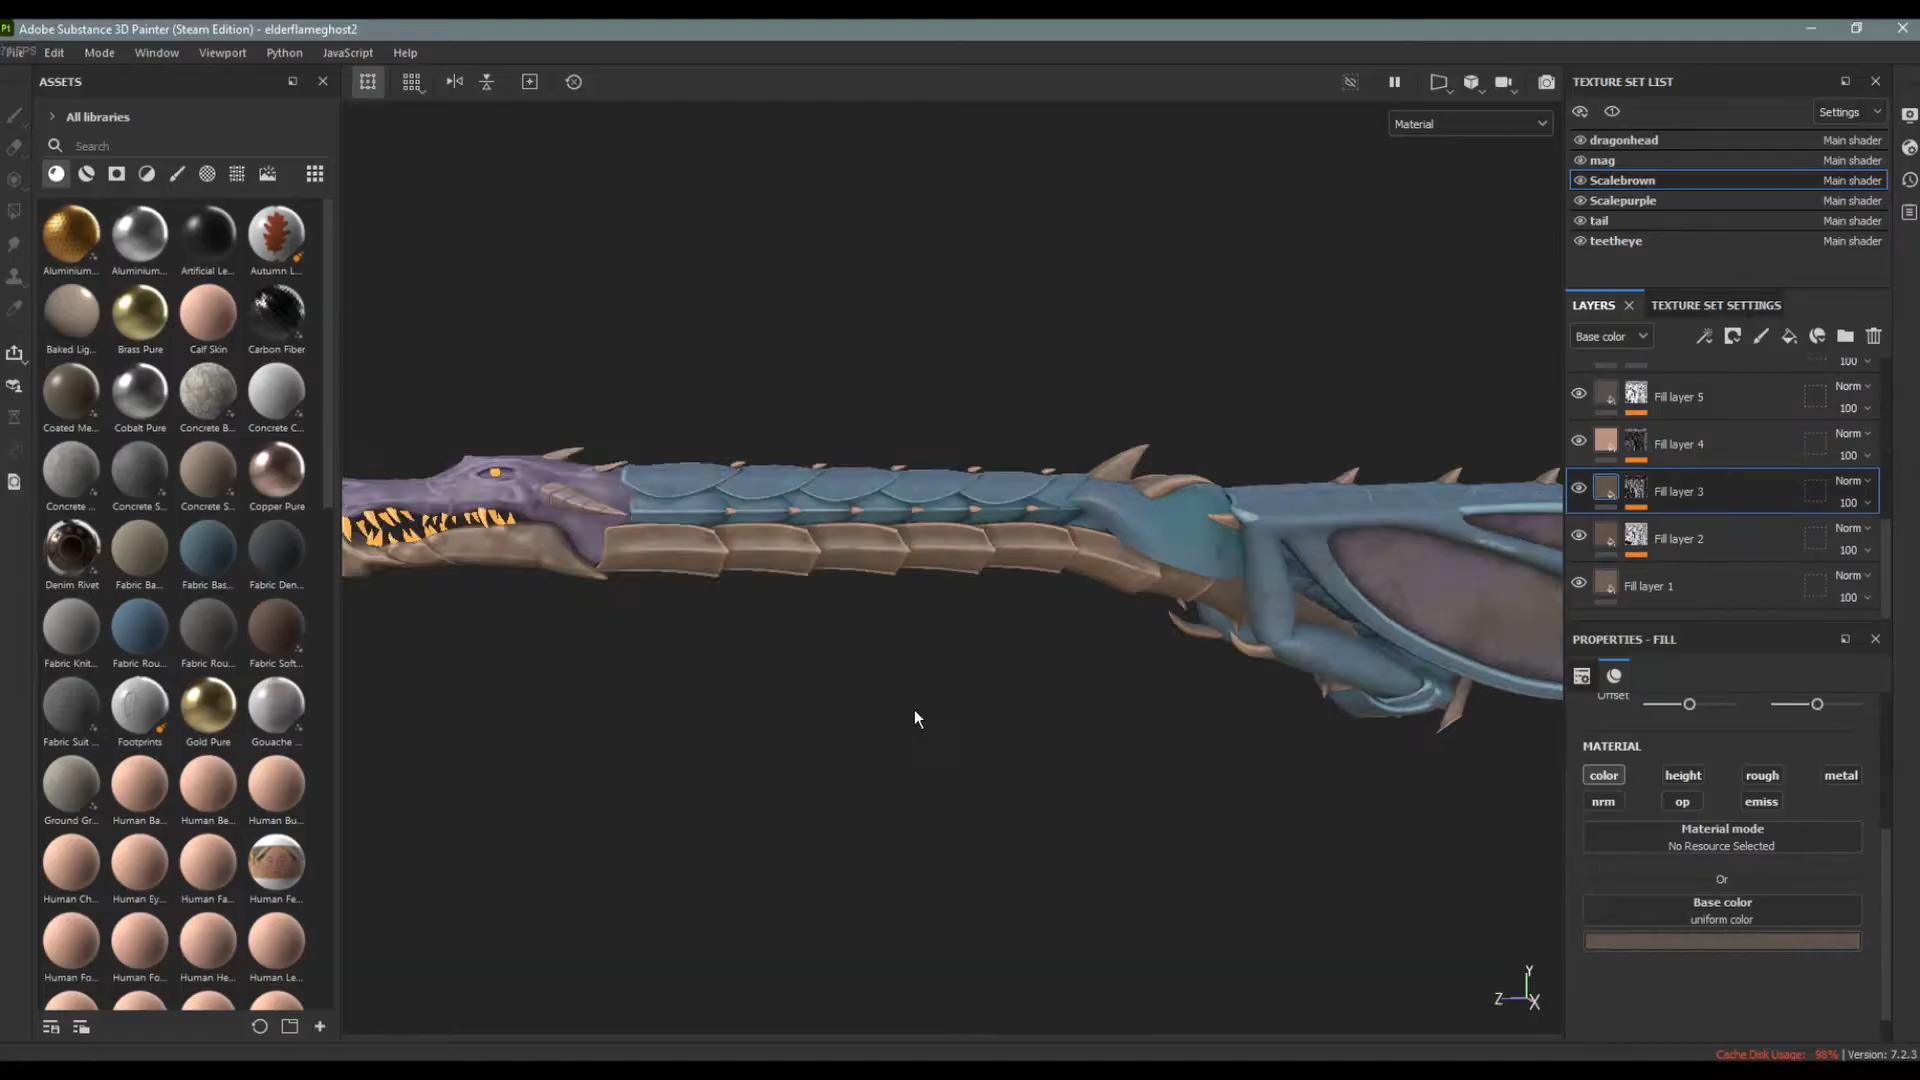 Pt Adobe Substance 3D Painter (Steam Edition) - elderflameghost2
File Edit Mode Window Viewport Python JavaScript Help
ASSETS
All libraries
Search
Aluminium... Aluminium... Artificial Le... Autumn L...
Baked Lig... Brass Pure Calf Skin Carbon Fiber
Coated Me... Cobalt Pure Concrete B... Concrete C...
Concrete ... Concrete S... Concrete S... Copper Pure
Denim Rivet Fabric Ba... Fabric Bas... Fabric Den...
Fabric Knit... Fabric Rou... Fabric Rou... Fabric Soft...
Fabric Suit ... Footprints Gold Pure Gouache ...
Ground Gr... Human Ba... Human Be... Human Bu...
Human Ch... Human Ey... Human Fa... Human Fe...
Human Fo... Human Fo... Human He... Human Le...
Material
Y
Z X
TEXTURE SET LIST
Settings
dragonhead Main shader
mag Main shader
Scalebrown Main shader
Scalepurple Main shader
tail Main shader
teetheye Main shader
LAYERS TEXTURE SET SETTINGS
Base color
100
Fill layer 5 Norm
100
Fill layer 4 Norm
100
Fill layer 3 Norm
100
Fill layer 2 Norm
100
Fill layer 1 Norm
100
PROPERTIES - FILL
Offset
MATERIAL
color height rough metal
nrm op emiss
Material mode
No Resource Selected
Or
Base color
uniform color
Cache Disk Usage: 98% | Version: 7.2.3